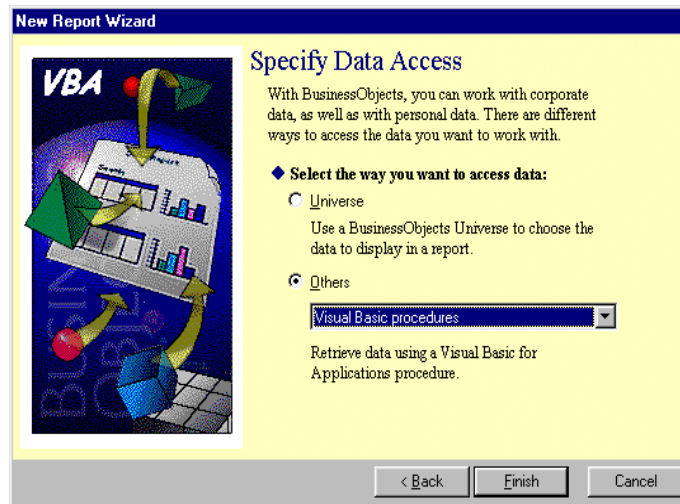 New Report Wizard
VBA
Report
Specify Data Access
With BusinessObjects, you can work with corporate
data, as well as with personal data. There are different
ways to access the data you want to work with.
Select the way you want to access data:
Universe
Use a BusinessObjects Universe to choose the
data to display in a report.
Others
Visual Basic procedures
Retrieve data using a Visual Basic for
Applications procedure.
< Back
Finish
Cancel